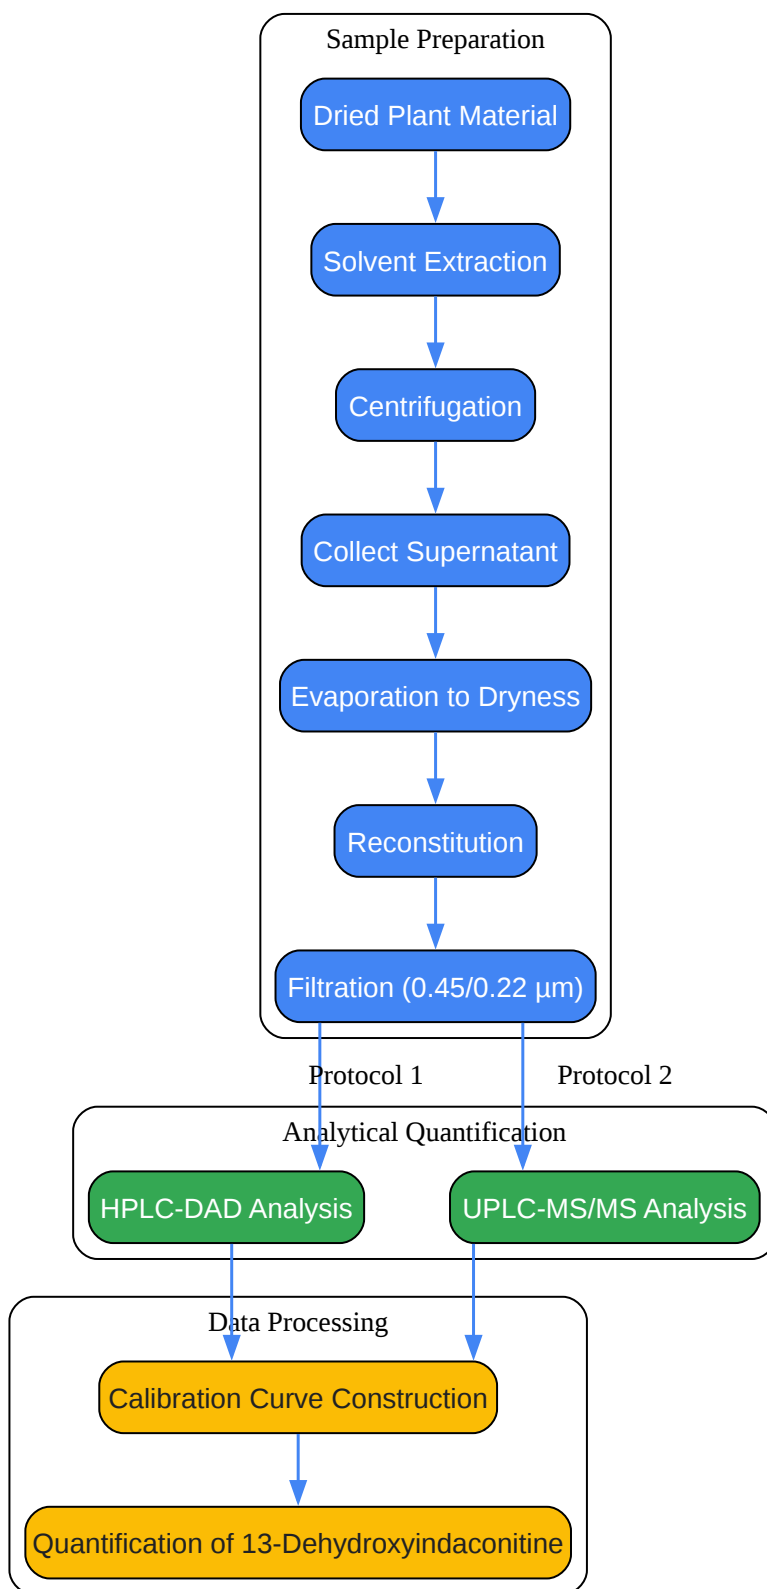 Sample Preparation
Dried Plant Material
Solvent Extraction
Centrifugation
Collect Supernatant
Evaporation to Dryness
Reconstitution
Filtration (0.45/0.22 µm)
Protocol 1
Protocol 2
Analytical Quantification
HPLC-DAD Analysis
UPLC-MS/MS Analysis
Data Processing
Calibration Curve Construction
Quantification of 13-Dehydroxyindaconitine